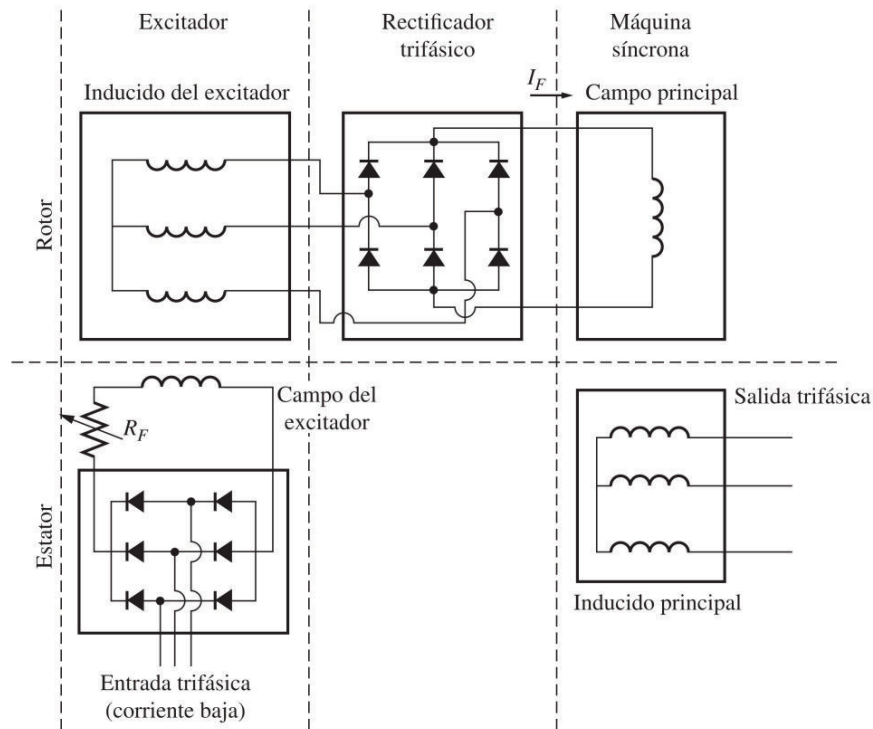 Excitador
Rectificador
trifásico
Máquina
síncrona
Inducido del excitador
I_F
Campo principal
Rotor
Estator
R_F
Campo del
excitador
Salida trifásica
Inducido principal
Entrada trifásica
(corriente baja)